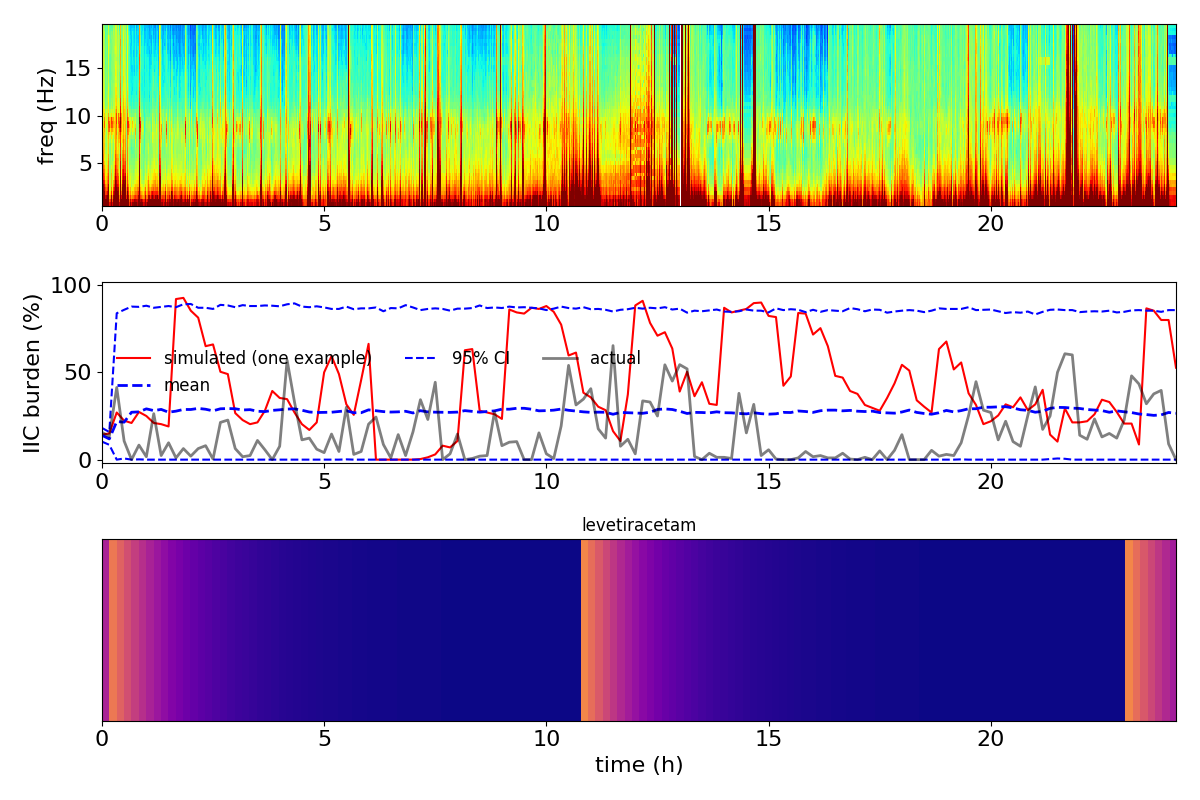 freq (Hz)
15
10
5
0 5 10 15 20
IIC burden (%)
100
50
0
simulated (one example) 95% CI actual
mean
0 5 10 15 20
levetiracetam
0 5 10 15 20
time (h)